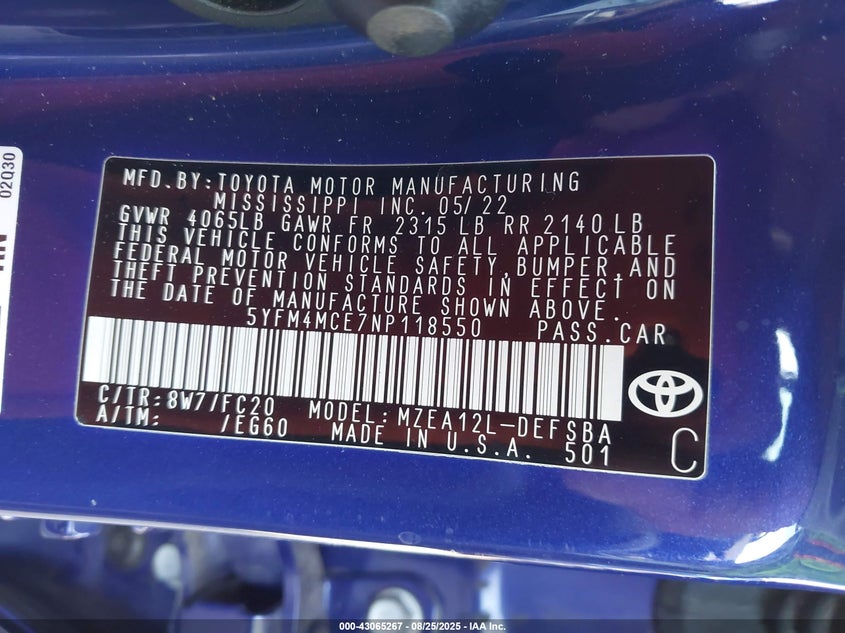 02Q30
MFD.BY:TOYOTA MOTOR MANUFACTURING
MISSISSIPPI INC. 05/22
GVWR 4065LB GAWR FR 2315 LB RR 2140 LB
THIS VEHICLE CONFORMS TO ALL APPLICABLE
FEDERAL MOTOR VEHICLE SAFETY, BUMPER, AND
THEFT PREVENTION STANDARDS IN EFFECT ON
THE DATE OF MANUFACTURE SHOWN ABOVE.
5YFM4MCE7NP118550 PASS.CAR
C/TR:8W7/FC20 MODEL:MZEA12L-DEFSBA
A/TM: /EG60 MADE IN U.S.A. 501
C
000-43065267 - 08/25/2025 - IAA Inc.